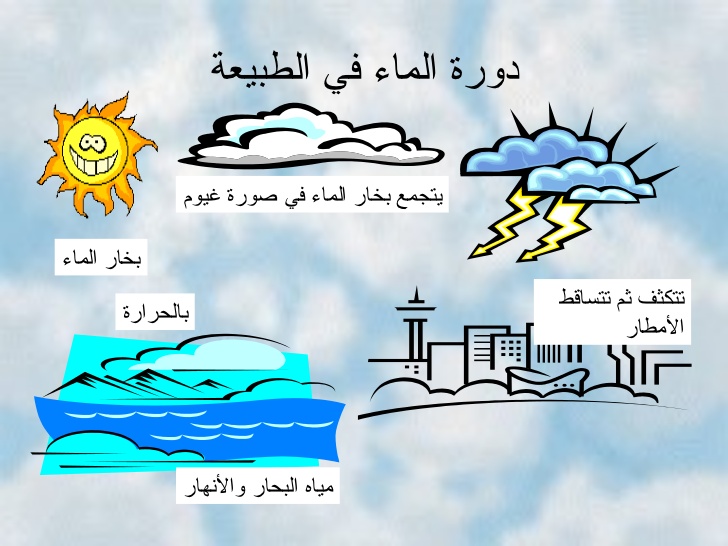 دورة الماء في الطبيعة
يتجمع بخار الماء في صورة غيوم
بخار الماء
تتكثف ثم تتساقط
الأمطار
بالحرارة
مياه البحار والأنهار